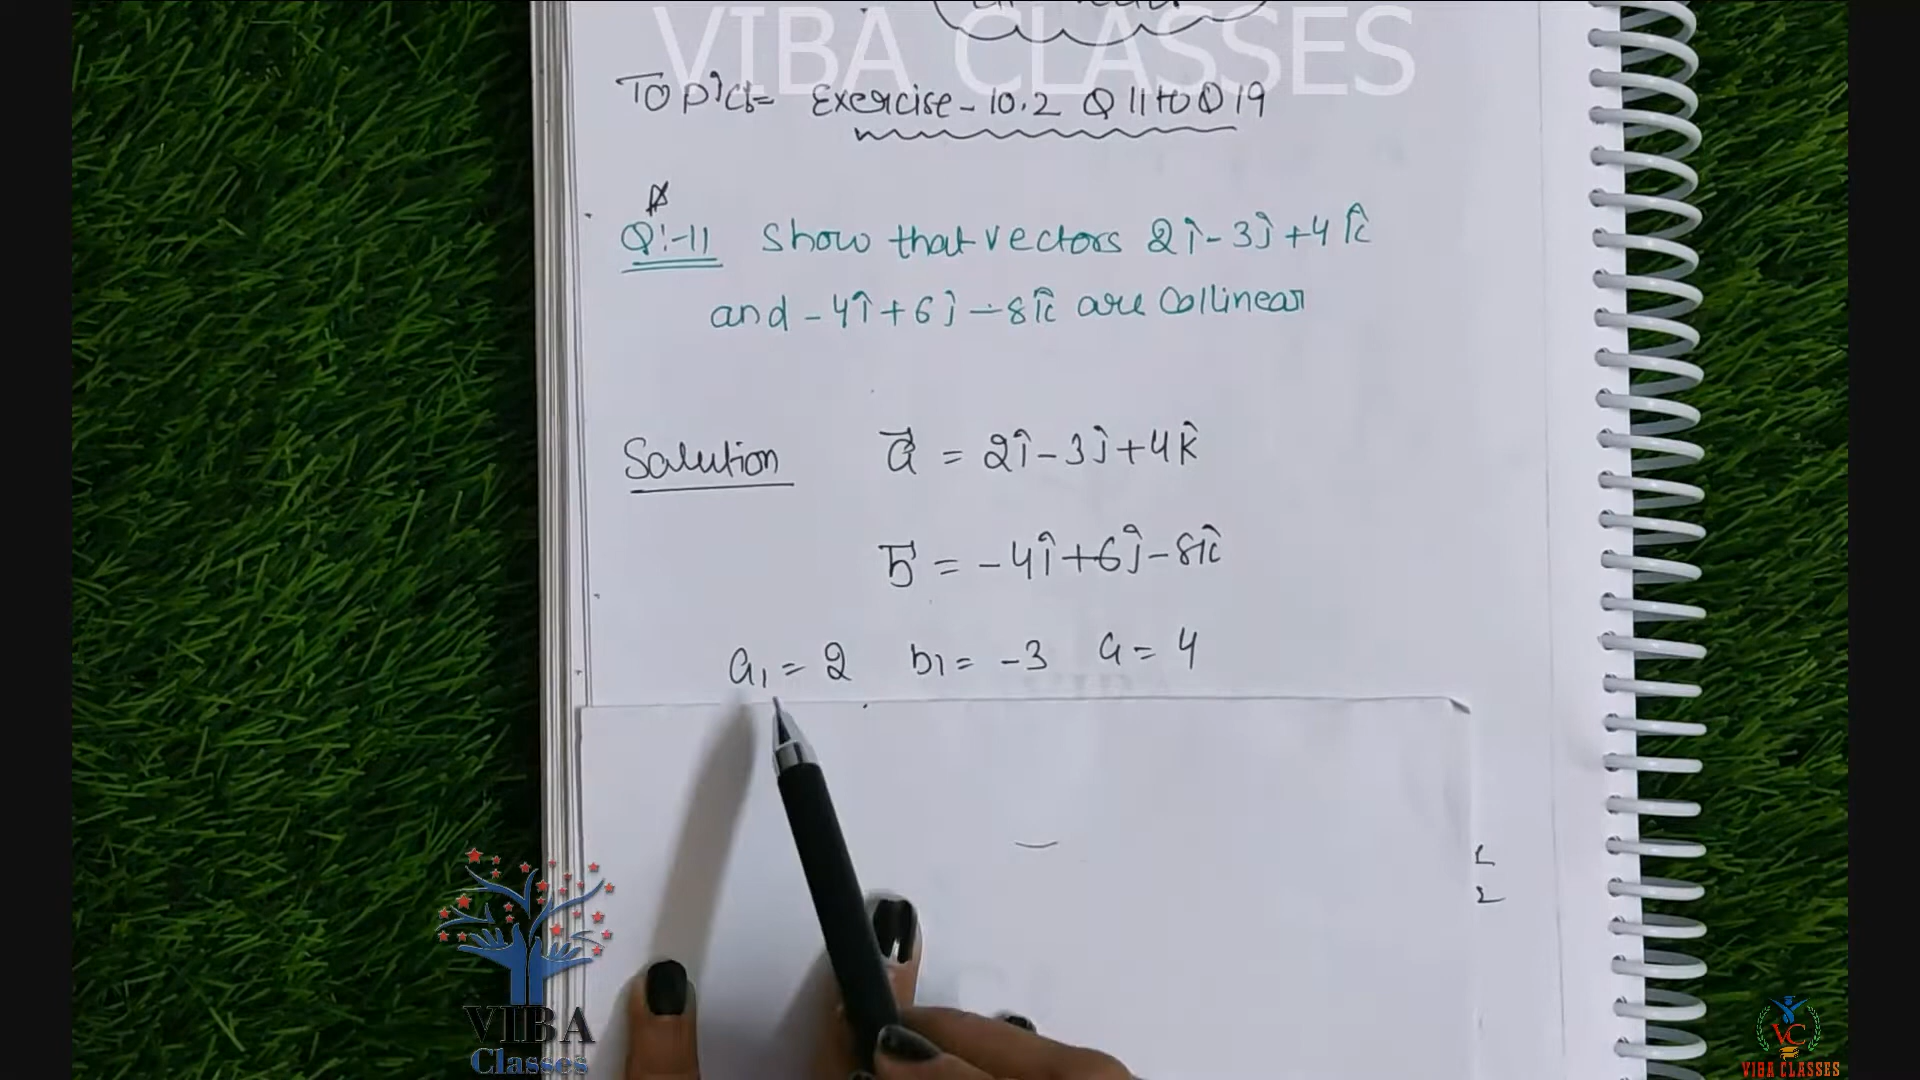 VIBA CLASSES
Topics= Exercise-10.2 Q11 to Q19
Q:-11 Show that vectors 2î-3ĵ+4k̂
and -4î+6ĵ-8k̂ are Collinear
Solution a⃗ = 2î-3ĵ+4k̂
b⃗ = -4î+6ĵ-8k̂
a₁ = 2 b₁ = -3 c₁ = 4
VIBA
Classes
VC
VIBA CLASSES